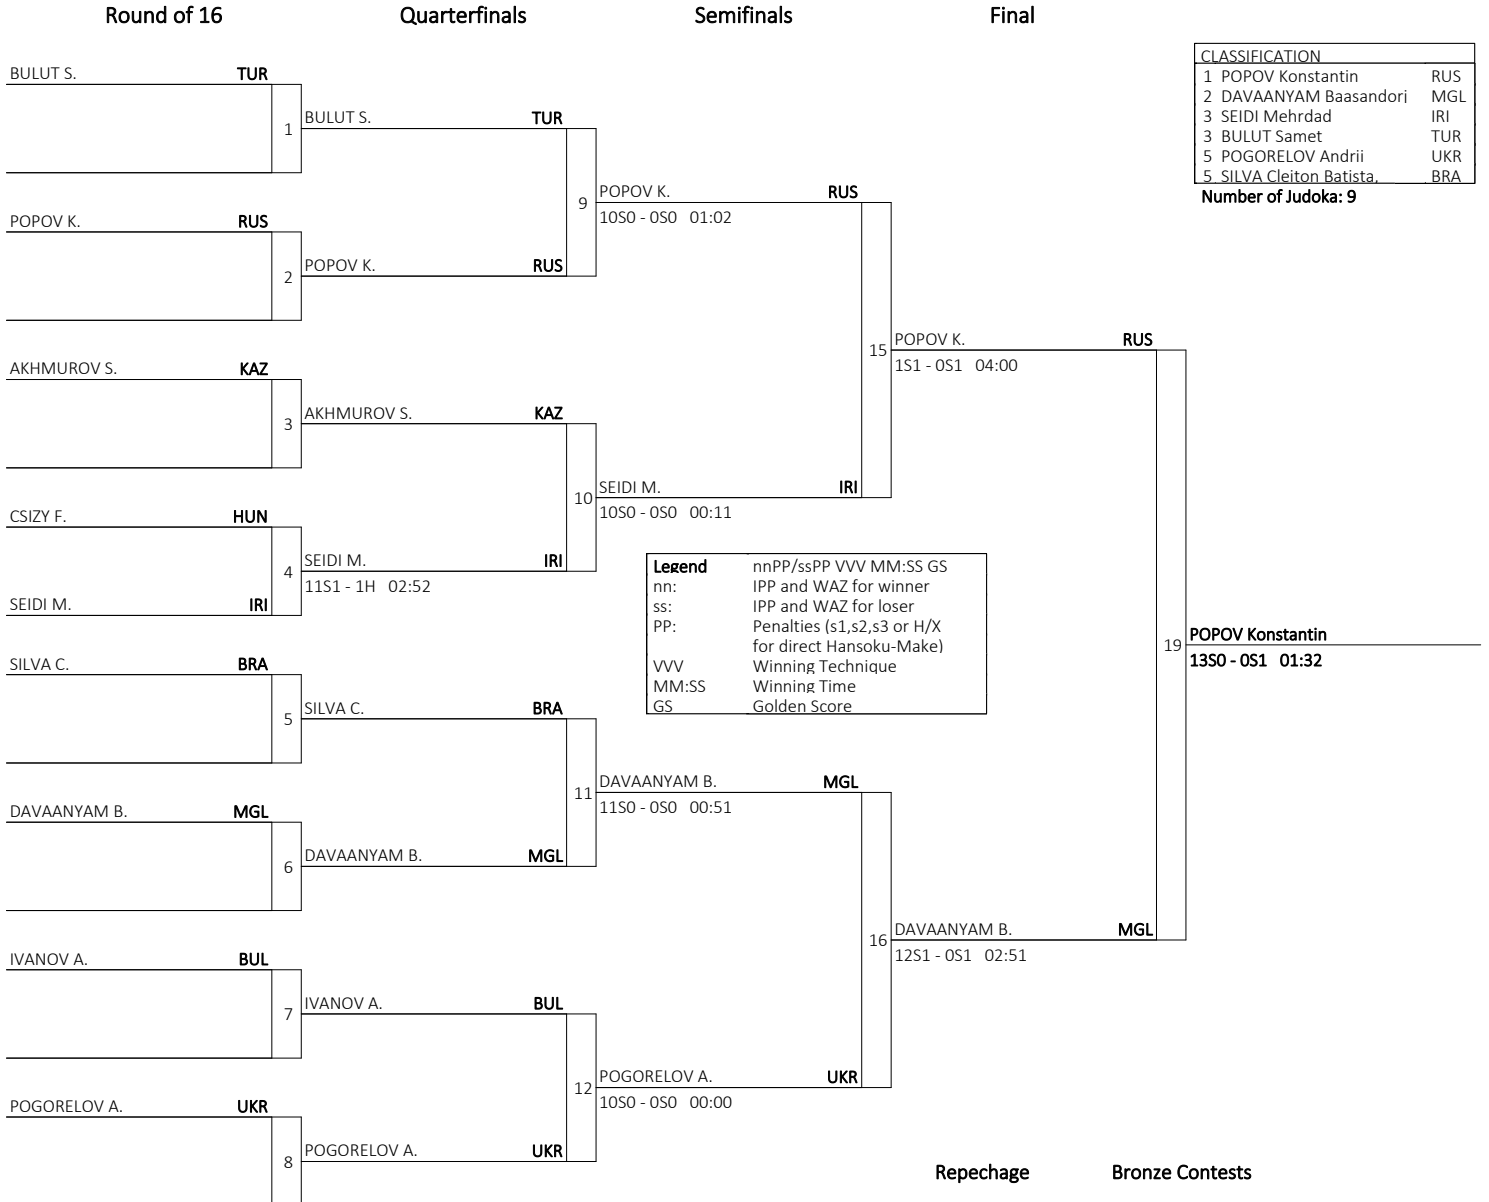 Round of 16 Quarterfinals Semifinals Final
CLASSIFICATION
1 POPOV Konstantin RUS
2 DAVAANYAM Baasandorj MGL
3 SEIDI Mehrdad IRI
3 BULUT Samet TUR
5 POGORELOV Andrii UKR
5 SILVA Cleiton Batista, BRA
Number of Judoka: 9
BULUT S. TUR
1
BULUT S. TUR
9
POPOV K. RUS
10S0 - 0S0 01:02
POPOV K. RUS
2
POPOV K. RUS
15
POPOV K. RUS
1S1 - 0S1 04:00
AKHMUROV S. KAZ
3
AKHMUROV S. KAZ
10
SEIDI M. IRI
10S0 - 0S0 00:11
CSIZY F. HUN
4
SEIDI M. IRI
11S1 - 1H 02:52
SEIDI M. IRI
Legend nnPP/ssPP VVV MM:SS GS
nn: IPP and WAZ for winner
ss: IPP and WAZ for loser
PP: Penalties (s1,s2,s3 or H/X
for direct Hansoku-Make)
VVV Winning Technique
MM:SS Winning Time
GS Golden Score
19
POPOV Konstantin
13S0 - 0S1 01:32
SILVA C. BRA
5
SILVA C. BRA
11
DAVAANYAM B. MGL
11S0 - 0S0 00:51
DAVAANYAM B. MGL
6
DAVAANYAM B. MGL
16
DAVAANYAM B. MGL
12S1 - 0S1 02:51
IVANOV A. BUL
7
IVANOV A. BUL
12
POGORELOV A. UKR
10S0 - 0S0 00:00
POGORELOV A. UKR
8
POGORELOV A. UKR
Repechage Bronze Contests